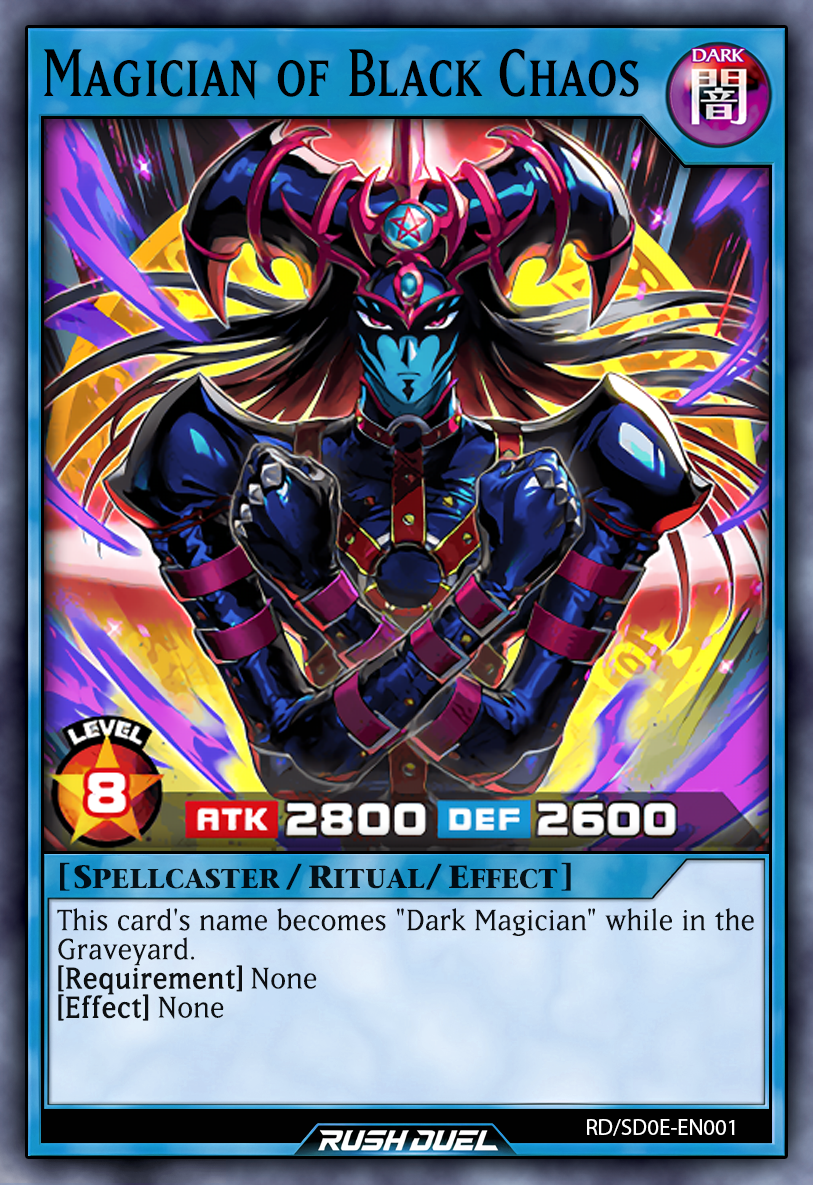 Magician of Black Chaos
DARK
闇
LEVEL
8
ATK 2800 DEF 2600
[Spellcaster / Ritual/ Effect]
This card's name becomes "Dark Magician" while in the
Graveyard.
[Requirement] None
[Effect] None
RD/SD0E-EN001
RUSH DUEL